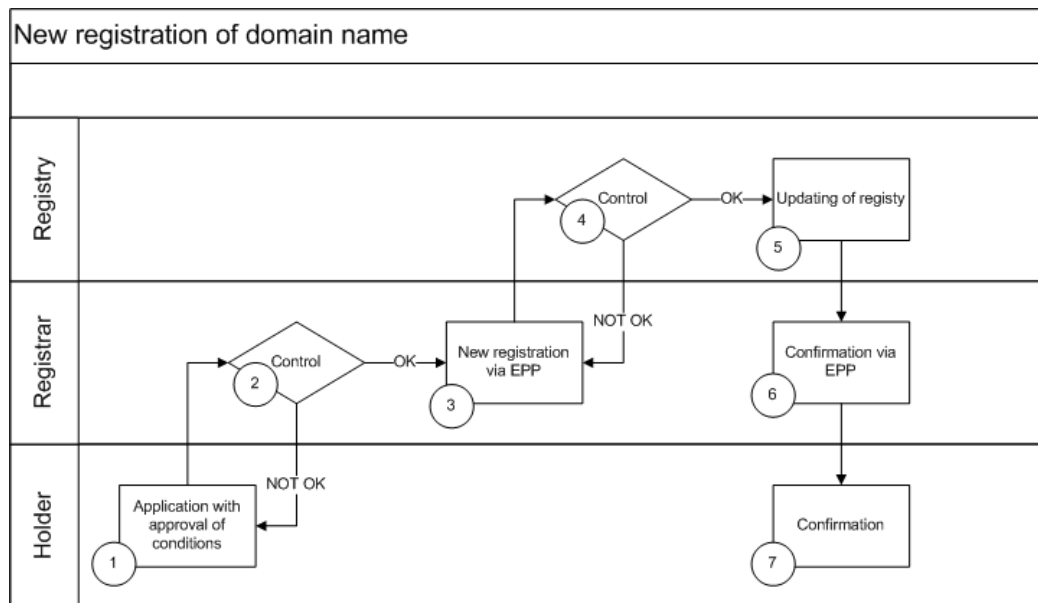 New registration of domain name
Registry
Control
4
OK
Updating of registy
5
Registrar
Control
2
OK
NOT OK
New registration
via EPP
3
Confirmation via
EPP
6
Holder
NOT OK
Application with
approval of
conditions
1
Confirmation
7